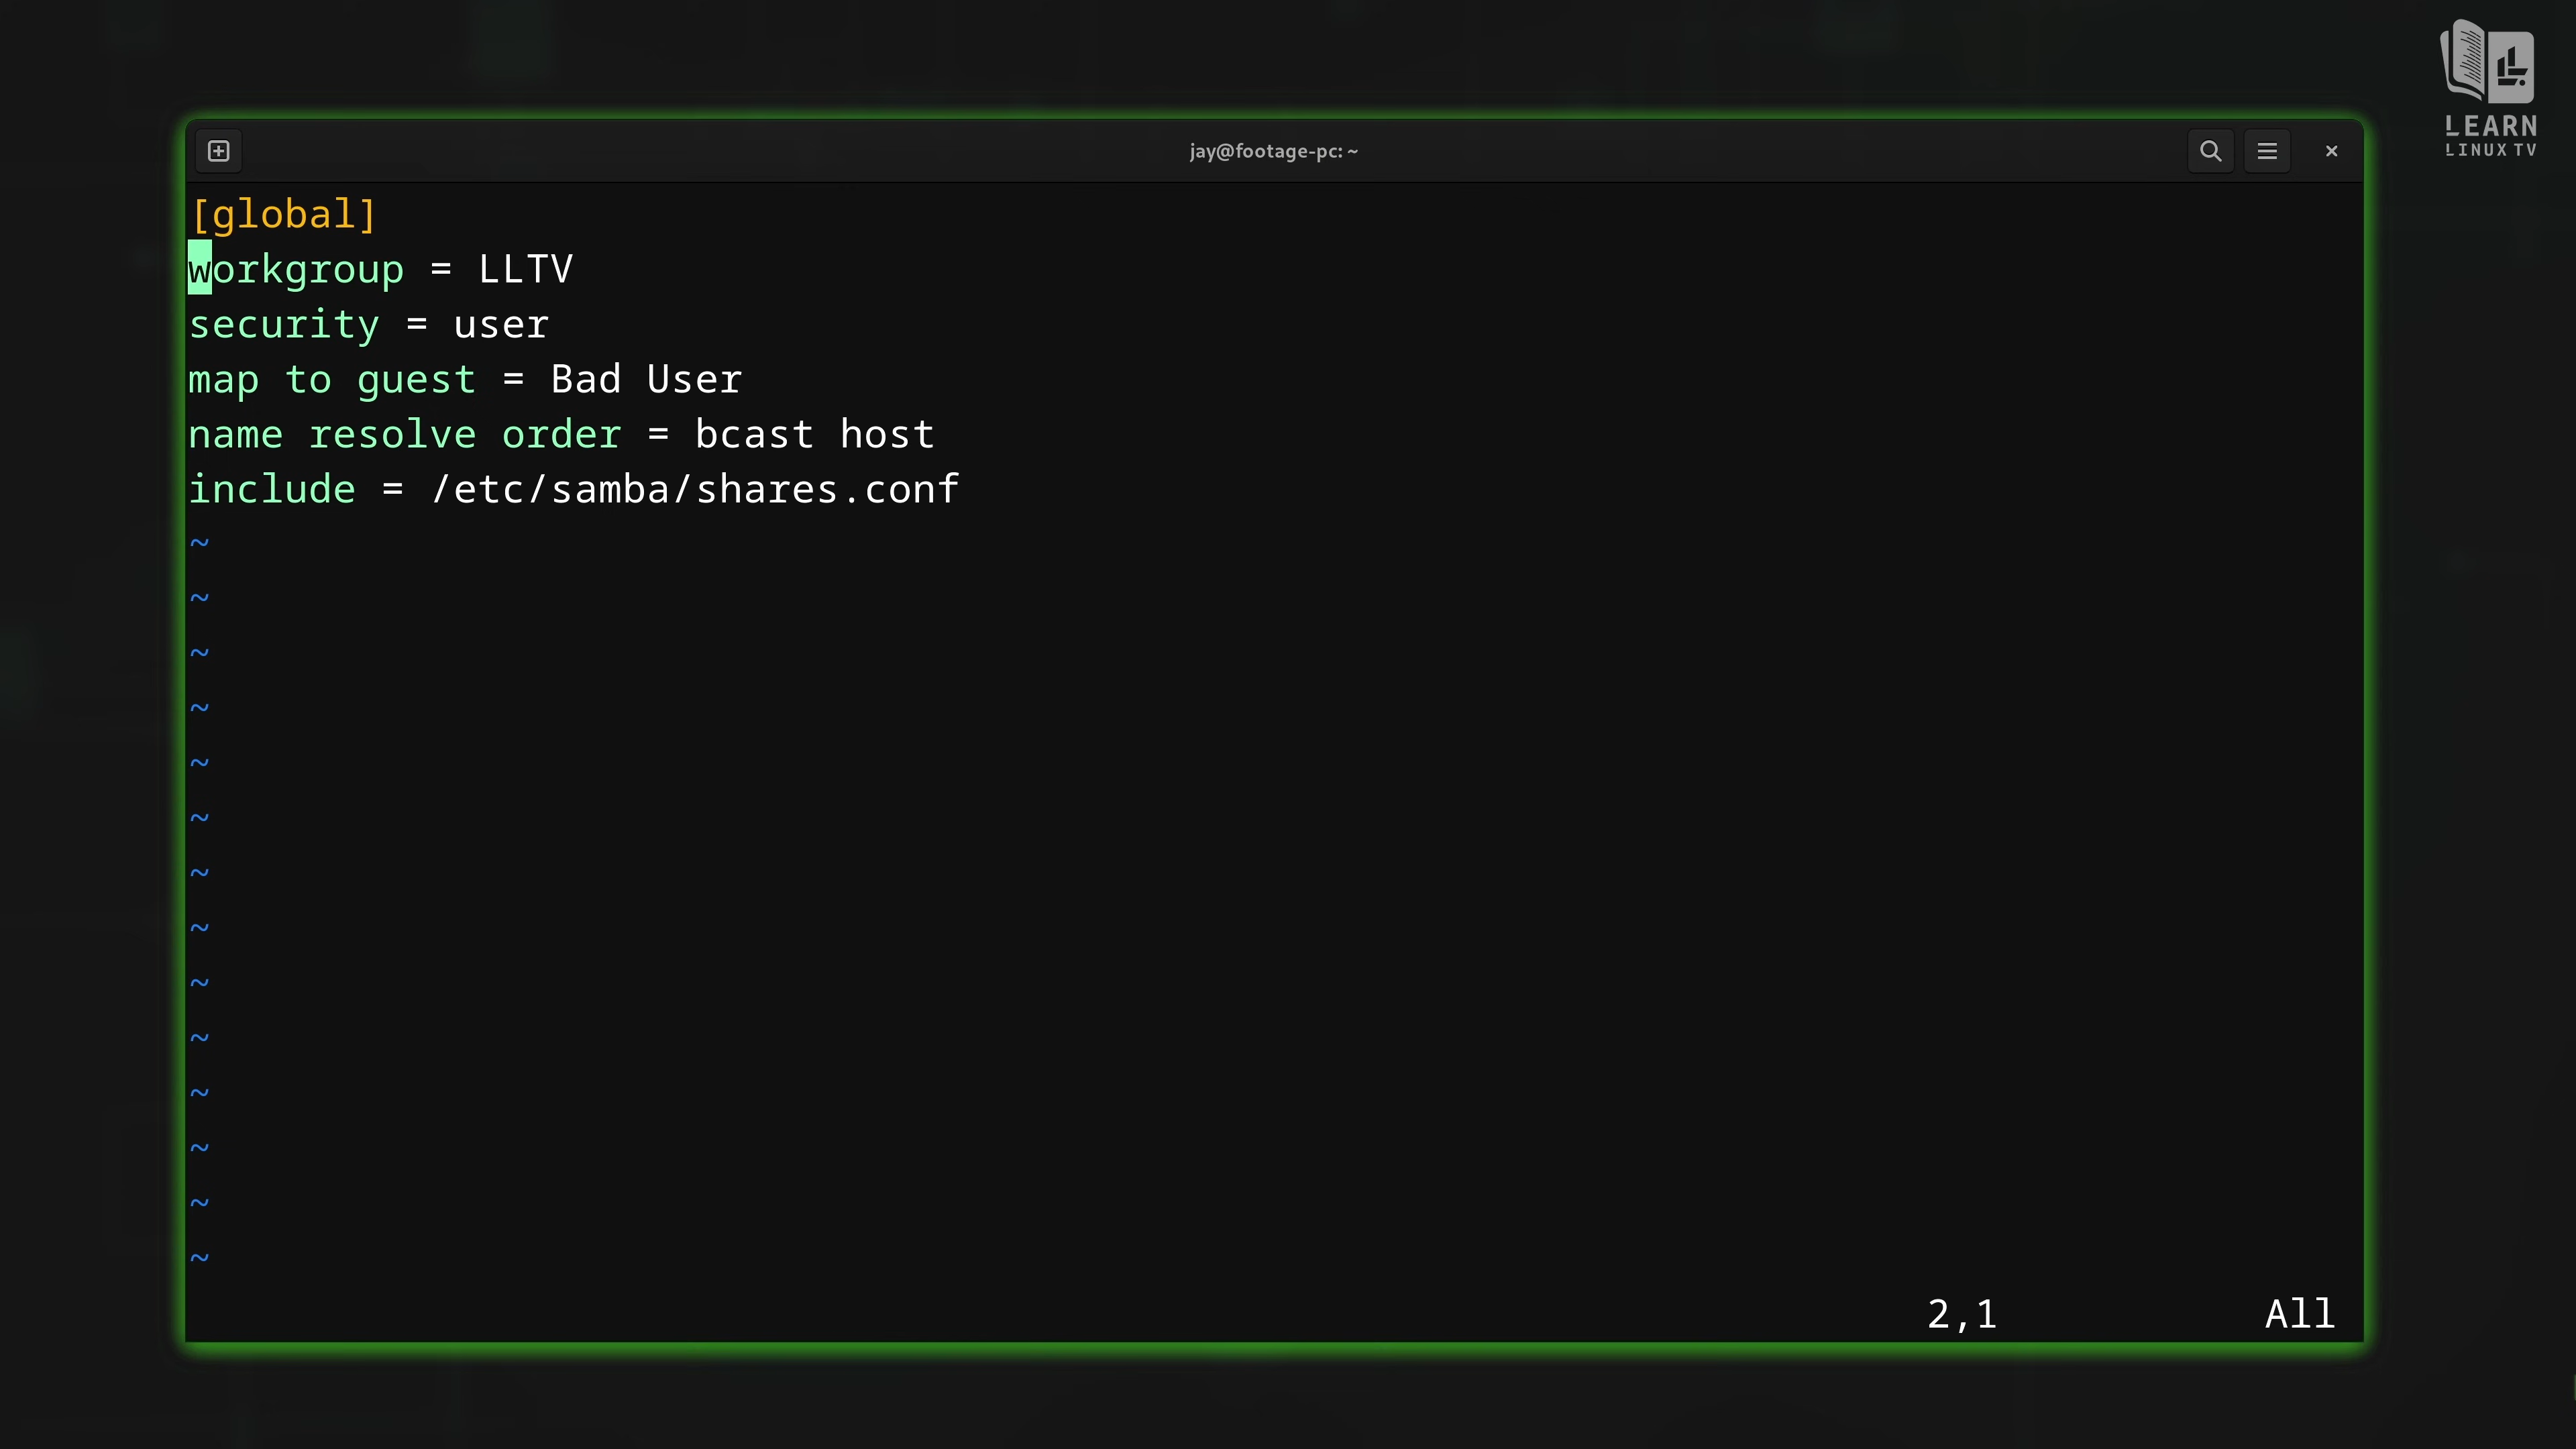 LEARN
LINUX TV
jay@footage-pc: ~
[global]
workgroup = LLTV
security = user
map to guest = Bad User
name resolve order = bcast host
include = /etc/samba/shares.conf
~
~
~
~
~
~
~
~
~
~
~
~
~
~
2,1 All